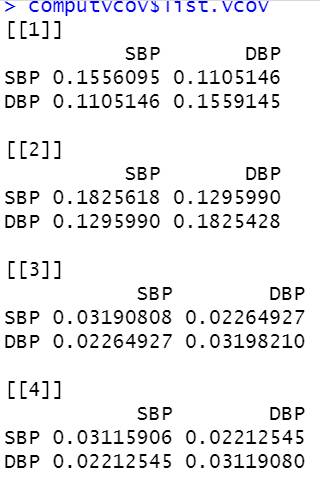 > computvcov$list.vcov
[[1]]
SBP DBP
SBP 0.1556095 0.1105146
DBP 0.1105146 0.1559145
[[2]]
SBP DBP
SBP 0.1825618 0.1295990
DBP 0.1295990 0.1825428
[[3]]
SBP DBP
SBP 0.03190808 0.02264927
DBP 0.02264927 0.03198210
[[4]]
SBP DBP
SBP 0.03115906 0.02212545
DBP 0.02212545 0.03119080